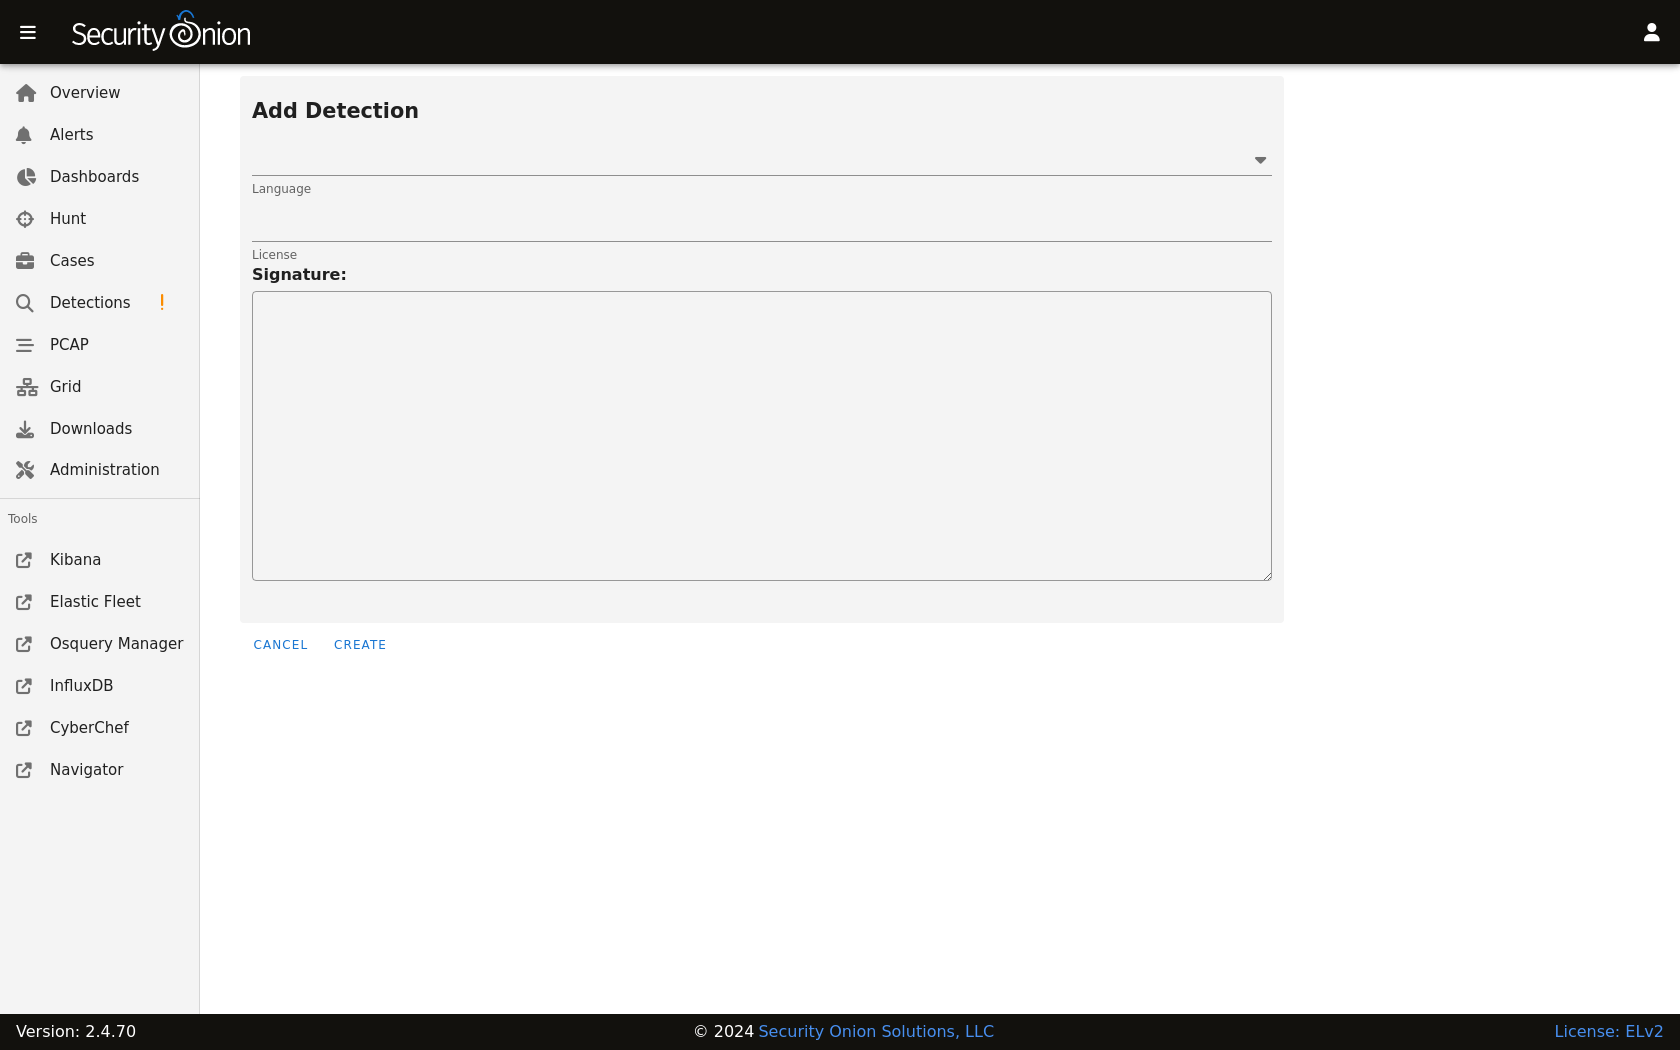 Security Onion
Overview
Alerts
Dashboards
Hunt
Cases
Detections !
PCAP
Grid
Downloads
Administration
Tools
Kibana
Elastic Fleet
Osquery Manager
InfluxDB
CyberChef
Navigator
Add Detection
Language
License
Signature:
CANCEL CREATE
Version: 2.4.70 © 2024 Security Onion Solutions, LLC License: ELv2